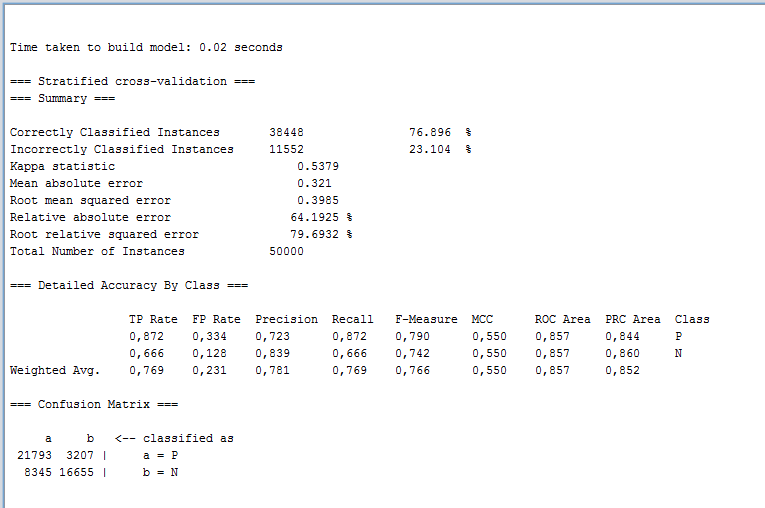 Time taken to build model: 0.02 seconds
=== Stratified cross-validation ===
=== Summary ===
Correctly Classified Instances 38448 76.896 %
Incorrectly Classified Instances 11552 23.104 %
Kappa statistic 0.5379
Mean absolute error 0.321
Root mean squared error 0.3985
Relative absolute error 64.1925 %
Root relative squared error 79.6932 %
Total Number of Instances 50000
=== Detailed Accuracy By Class ===
TP Rate FP Rate Precision Recall F-Measure MCC ROC Area PRC Area Class
0,872 0,334 0,723 0,872 0,790 0,550 0,857 0,844 P
0,666 0,128 0,839 0,666 0,742 0,550 0,857 0,860 N
Weighted Avg. 0,769 0,231 0,781 0,769 0,766 0,550 0,857 0,852
=== Confusion Matrix ===
a b <-- classified as
21793 3207 | a = P
8345 16655 | b = N